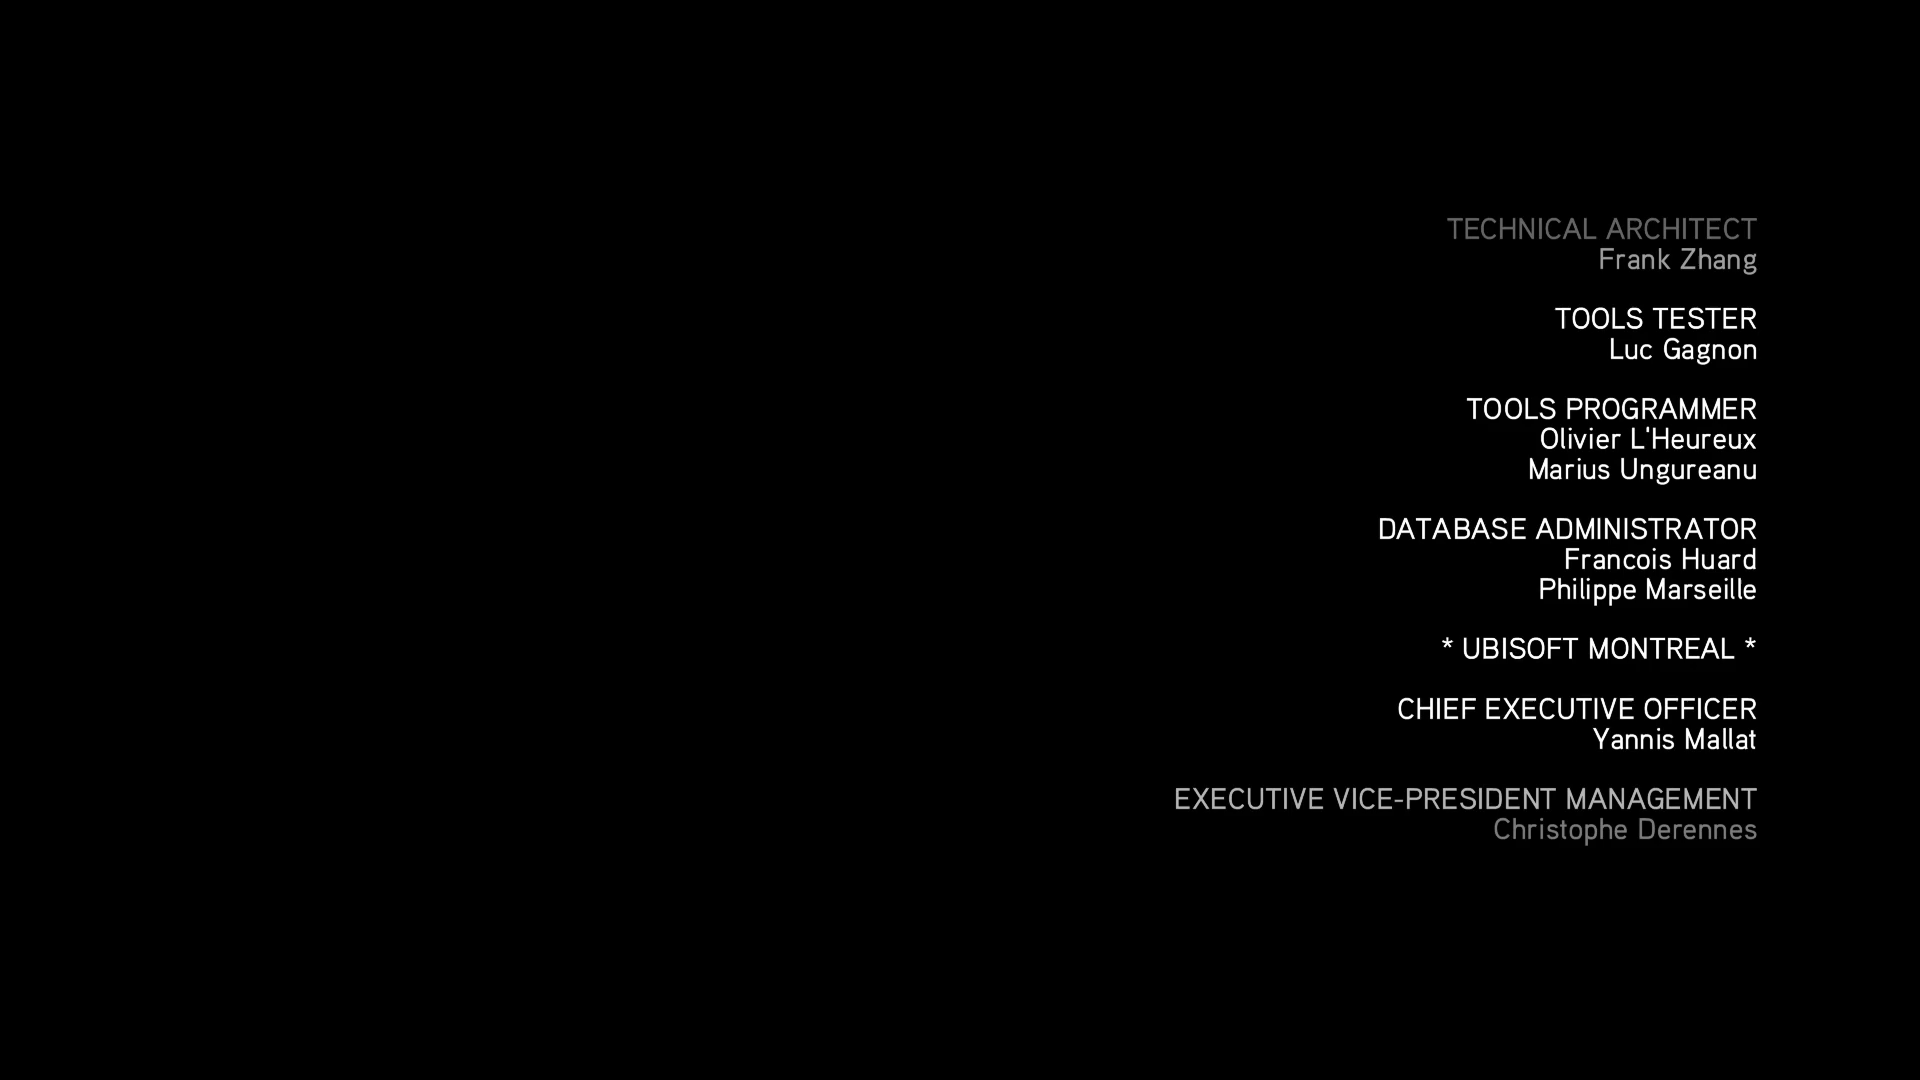 TECHNICAL ARCHITECT
Frank Zhang
TOOLS TESTER
Luc Gagnon
TOOLS PROGRAMMER
Olivier L'Heureux
Marius Ungureanu
DATABASE ADMINISTRATOR
Francois Huard
Philippe Marseille
* UBISOFT MONTREAL *
CHIEF EXECUTIVE OFFICER
Yannis Mallat
EXECUTIVE VICE-PRESIDENT MANAGEMENT
Christophe Derennes